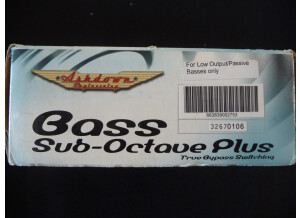 Ashdown
Engineering
For Low Output/Passive
Basses only
32670106
Bass
Sub-Octave Plus
True Bypass Switching